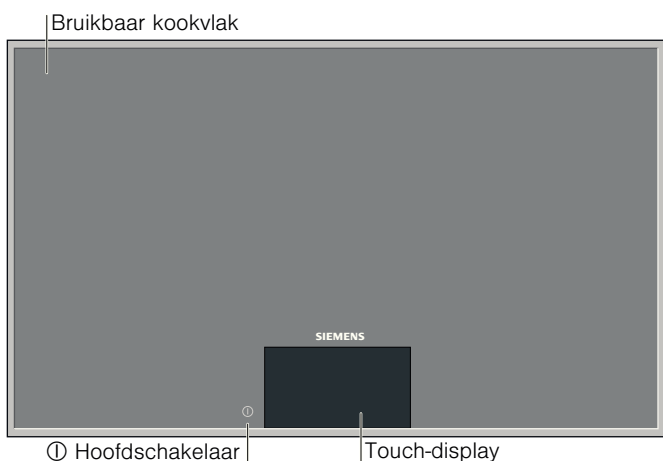 Bruikbaar kookvlak
SIEMENS
① Hoofdschakelaar
Touch-display